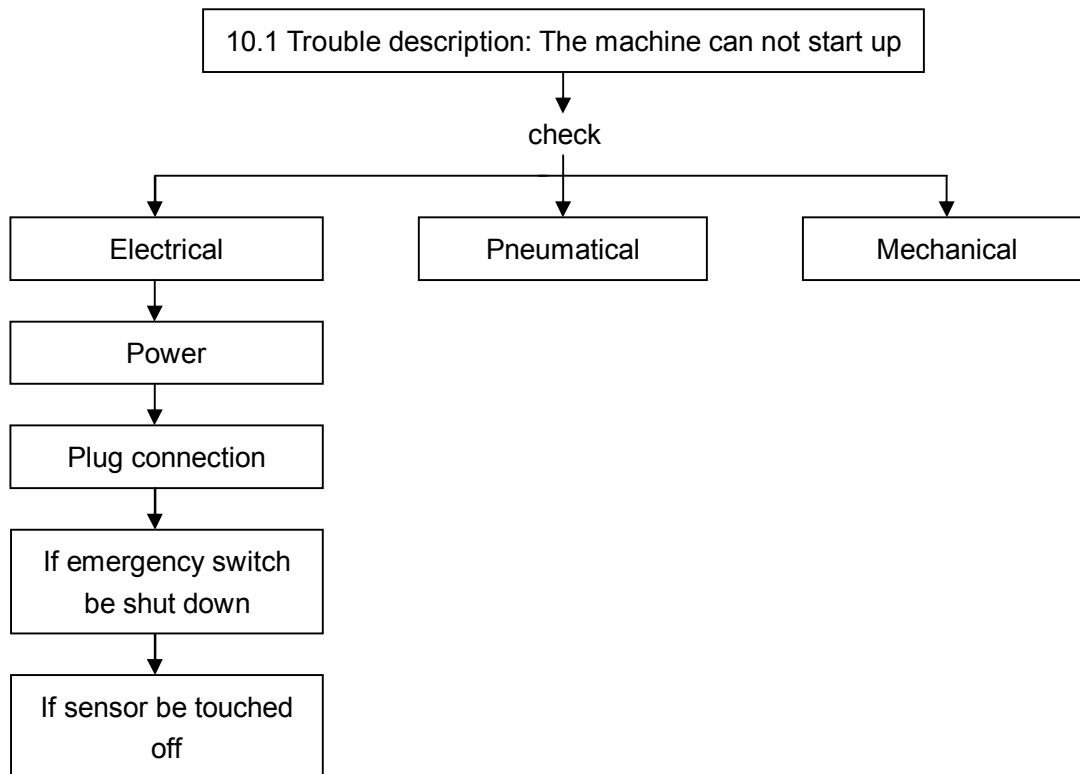 10.1 Trouble description: The machine can not start up
check
Electrical
Pneumatical
Mechanical
Power
Plug connection
If emergency switch
be shut down
If sensor be touched
off